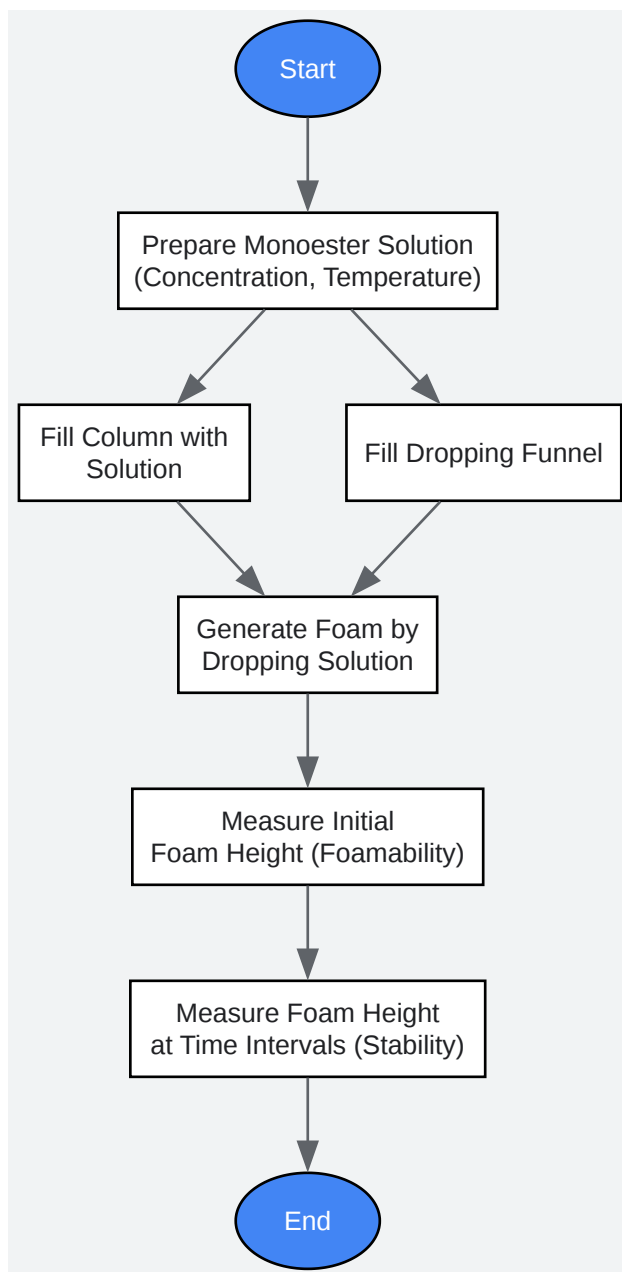 Start
Prepare Monoester Solution
(Concentration, Temperature)
Fill Column with
Solution
Fill Dropping Funnel
Generate Foam by
Dropping Solution
Measure Initial
Foam Height (Foamability)
Measure Foam Height
at Time Intervals (Stability)
End